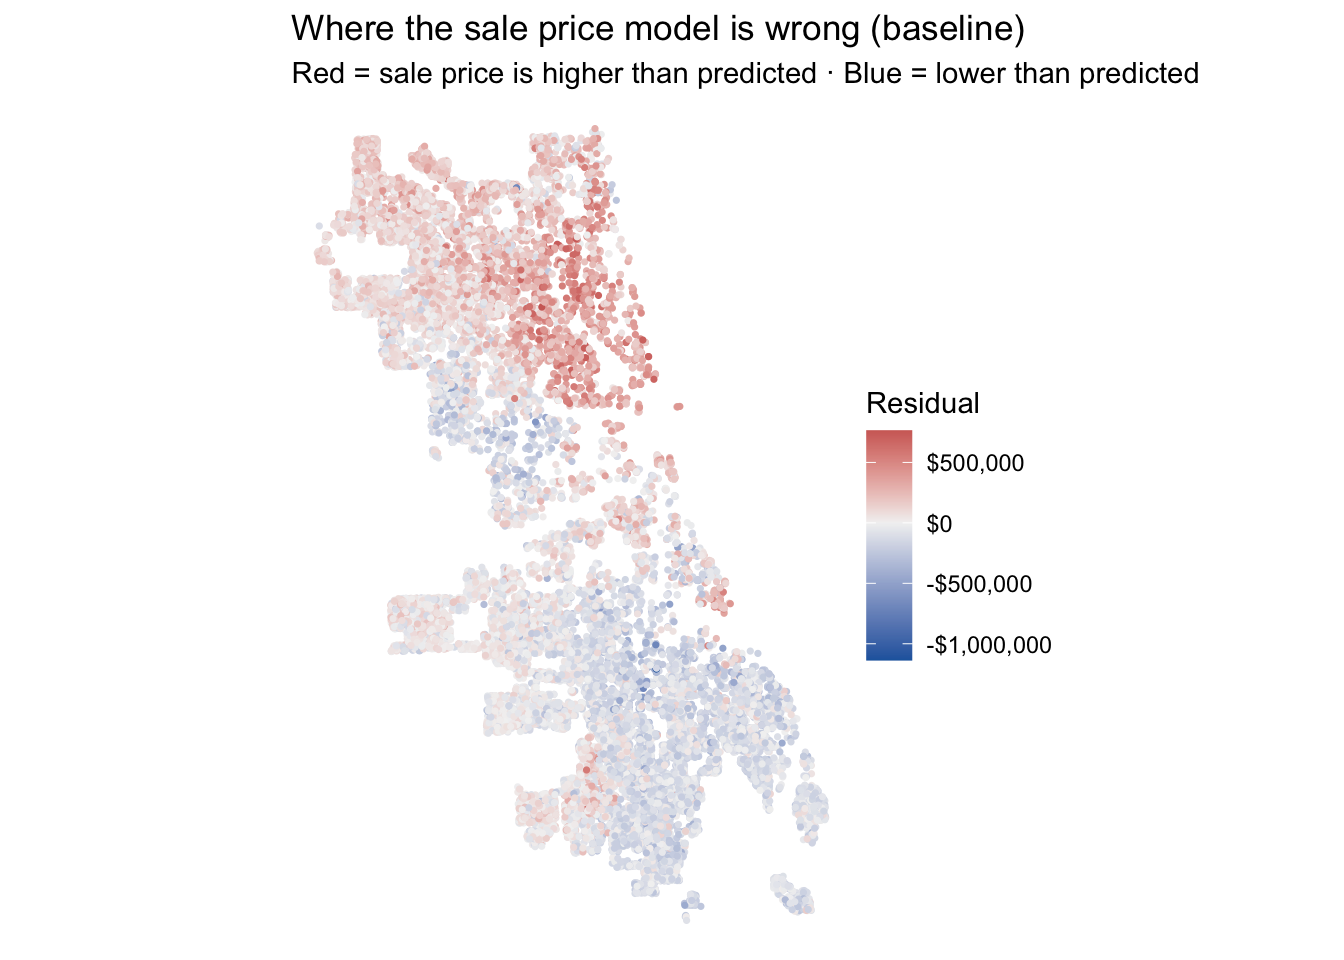 Where the sale price model is wrong (baseline)
Red = sale price is higher than predicted · Blue = lower than predicted
Residual
$500,000
$0
-$500,000
-$1,000,000